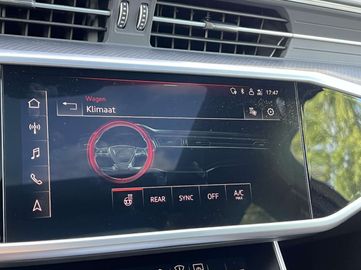 Wagen
17:47
Klimaat
REAR
SYNC
OFF
A/C
MAX